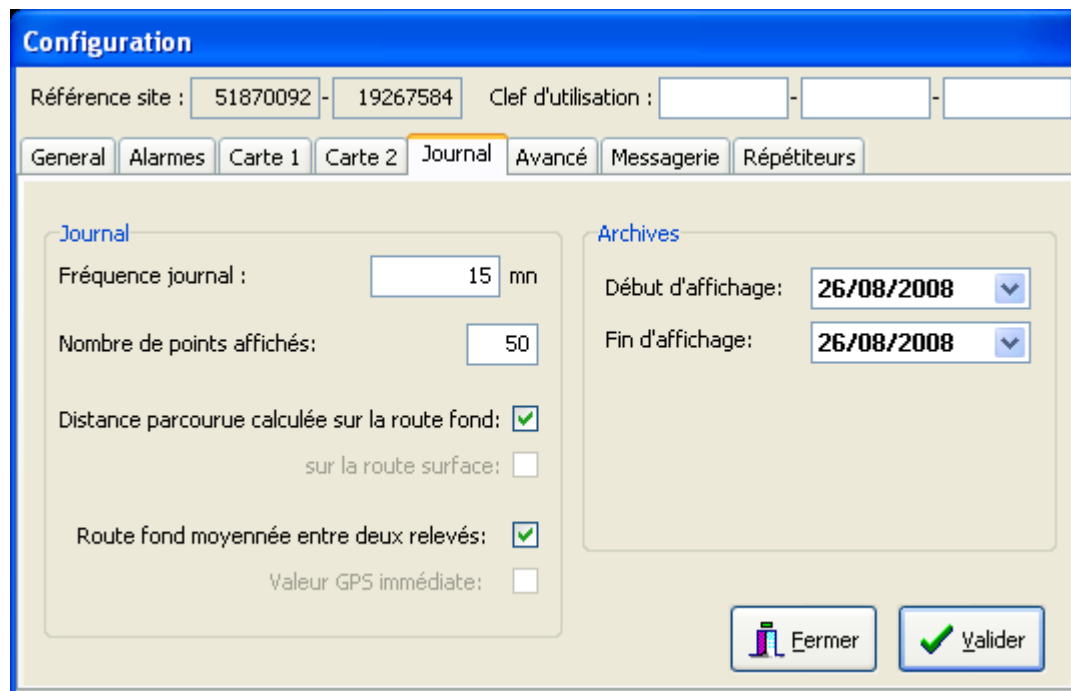 Configuration
Référence site : 51870092 - 19267584 Clef d'utilisation : - -
General Alarmes Carte 1 Carte 2 Journal Avancé Messagerie Répétiteurs
Journal
Fréquence journal : 15 mn
Nombre de points affichés: 50
Distance parcourue calculée sur la route fond:
sur la route surface:
Route fond moyennée entre deux relevés:
Valeur GPS immédiate:
Archives
Début d'affichage: 26/08/2008
Fin d'affichage: 26/08/2008
Fermer Valider